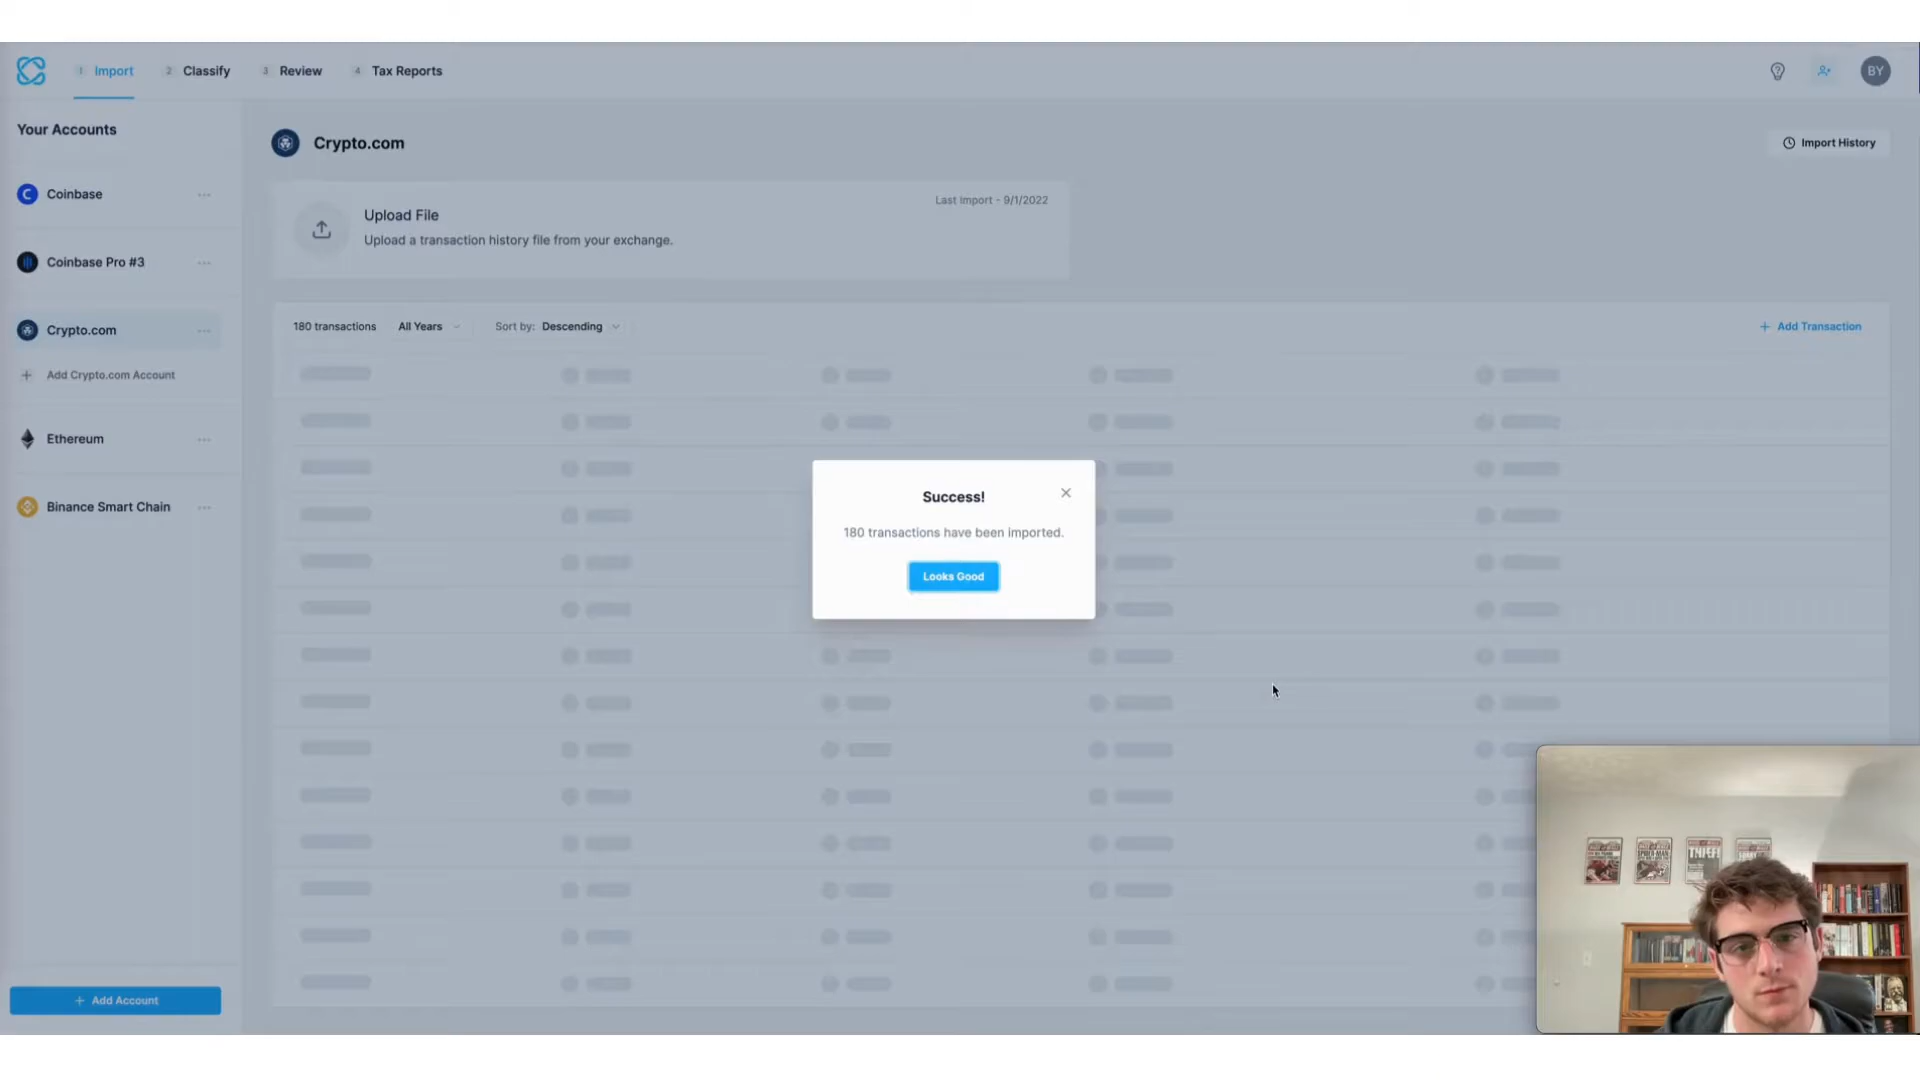 1 Import
2 Classify
3 Review
4 Tax Reports
BY
Your Accounts
Crypto.com
Import History
Coinbase
Last Import - 9/1/2022
Upload File
Upload a transaction history file from your exchange.
Coinbase Pro #3
Crypto.com
180 transactions
All Years
Sort by: Descending
+ Add Transaction
+ Add Crypto.com Account
Ethereum
Success!
180 transactions have been imported.
Looks Good
Binance Smart Chain
THIEF!
+ Add Account